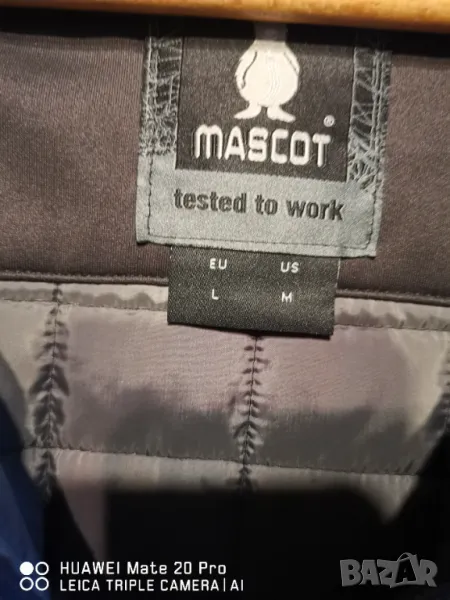 MASCOT®
tested to work
EU US
L M
HUAWEI Mate 20 Pro
LEICA TRIPLE CAMERA | AI
BAZAR